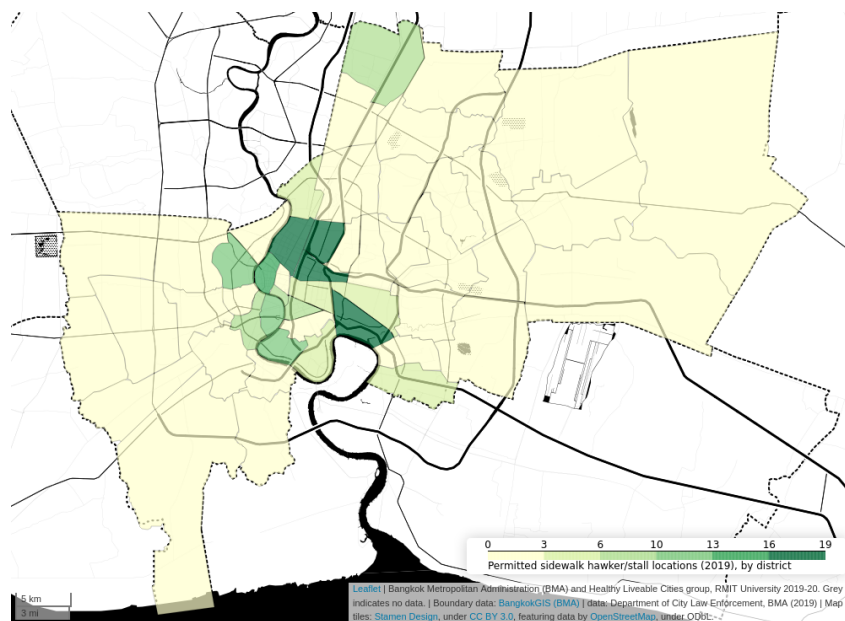 0 3 6 10 13 16 19
Permitted sidewalk hawker/stall locations (2019), by district
5 km
3 mi
Leaflet | Bangkok Metropolitan Administration (BMA) and Healthy Liveable Cities group, RMIT University 2019-20. Grey
indicates no data. | Boundary data: BangkokGIS (BMA) | data: Department of City Law Enforcement, BMA (2019) | Map
tiles: Stamen Design, under CC BY 3.0, featuring data by OpenStreetMap, under ODbL.